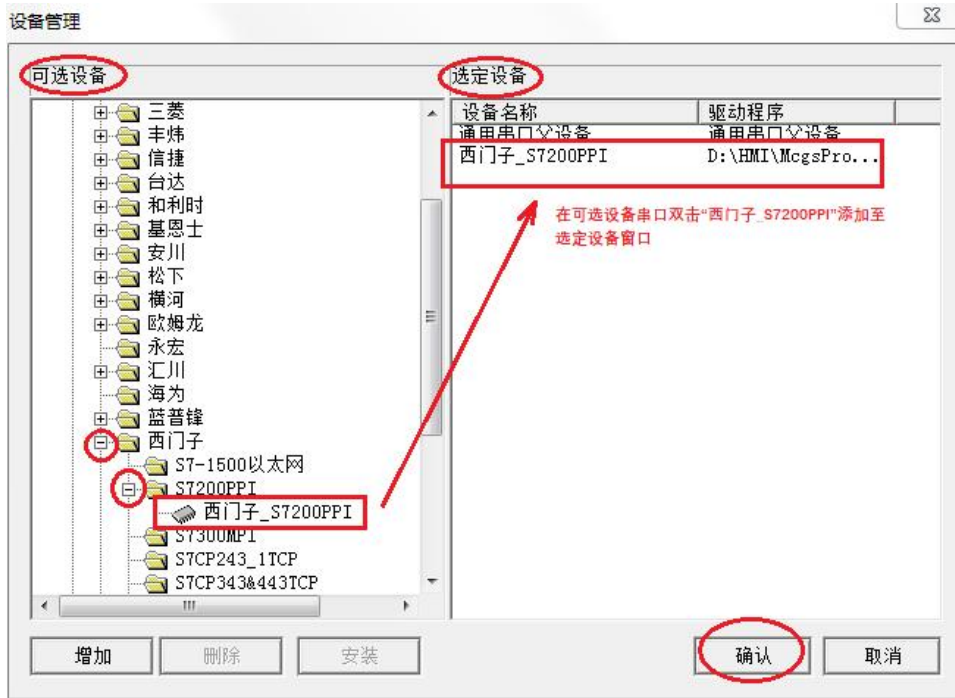 设备管理
可选设备
三菱
丰炜
信捷
台达
和利时
基恩士
安川
松下
横河
欧姆龙
永宏
汇川
海为
蓝普锋
西门子
S7-1500以太网
S7200PPI
西门子_S7200PPI
S7300MPI
S7CP243_1TCP
S7CP343&443TCP
选定设备
设备名称 驱动程序
通用串口父设备 通用串口父设备
西门子_S7200PPI D:\HMI\McgsPro...
在可选设备串口双击“西门子_S7200PPI”添加至
选定设备窗口
增加 删除 安装 确认 取消